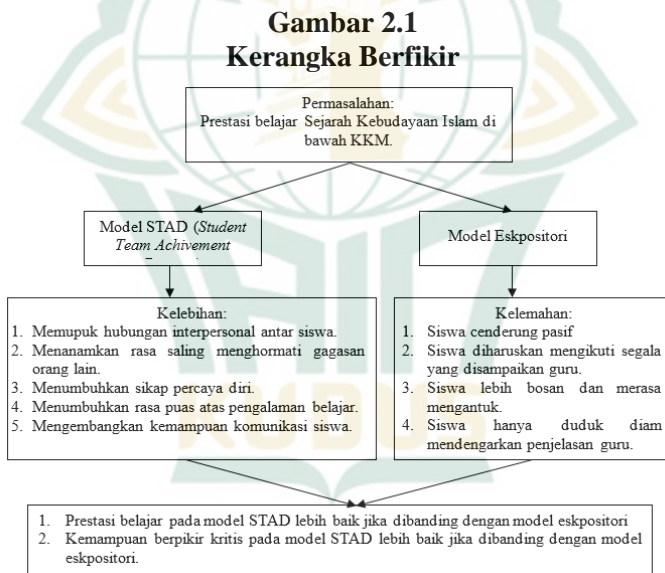 Gambar 2.1
Kerangka Berfikir
Permasalahan:
Prestasi belajar Sejarah Kebudayaan Islam di
bawah KKM.
Model STAD (Student
Team Achivement
Model Eskpositori
Kelebihan:
1. Memupuk hubungan interpersonal antar siswa.
2. Menanamkan rasa saling menghormati gagasan
orang lain.
3. Menumbuhkan sikap percaya diri.
4. Menumbuhkan rasa puas atas pengalaman belajar.
5. Mengembangkan kemampuan komunikasi siswa.
Kelemahan:
1. Siswa cenderung pasif
2. Siswa diharuskan mengikuti segala
yang disampaikan guru.
3. Siswa lebih bosan dan merasa
mengantuk.
4. Siswa hanya duduk diam
mendengarkan penjelasan guru.
KUDUS
1. Prestasi belajar pada model STAD lebih baik jika dibanding dengan model eskpositori
2. Kemampuan berpikir kritis pada model STAD lebih baik jika dibanding dengan model
eskpositori.